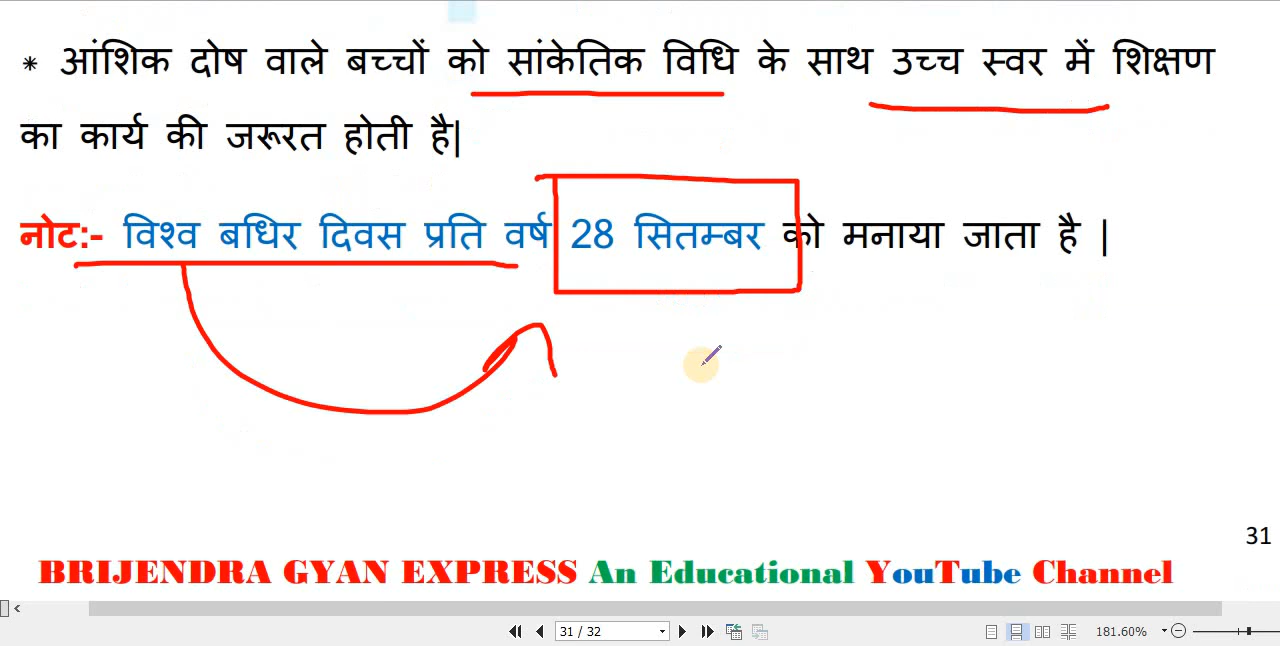 * आंशिक दोष वाले बच्चों को सांकेतिक विधि के साथ उच्च स्वर में शिक्षण
का कार्य की जरूरत होती है|
नोट:- विश्व बधिर दिवस प्रति वर्ष 28 सितम्बर को मनाया जाता है |
31
BRIJENDRA GYAN EXPRESS An Educational YouTube Channel
31 / 32
181.60%